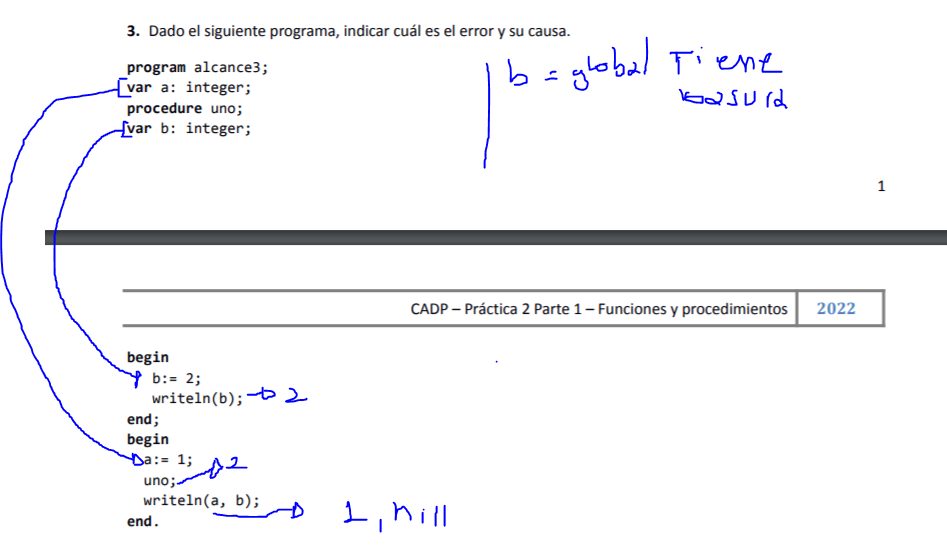 3. Dado el siguiente programa, indicar cuál es el error y su causa.
program alcance3;
var a: integer;
procedure uno;
var b: integer;
b = global Tiene
basura
1
CADP – Práctica 2 Parte 1 – Funciones y procedimientos 2022
begin
b:= 2;
writeln(b); 2
end;
begin
a:= 1;
uno; 2
writeln(a, b); 1, nill
end.